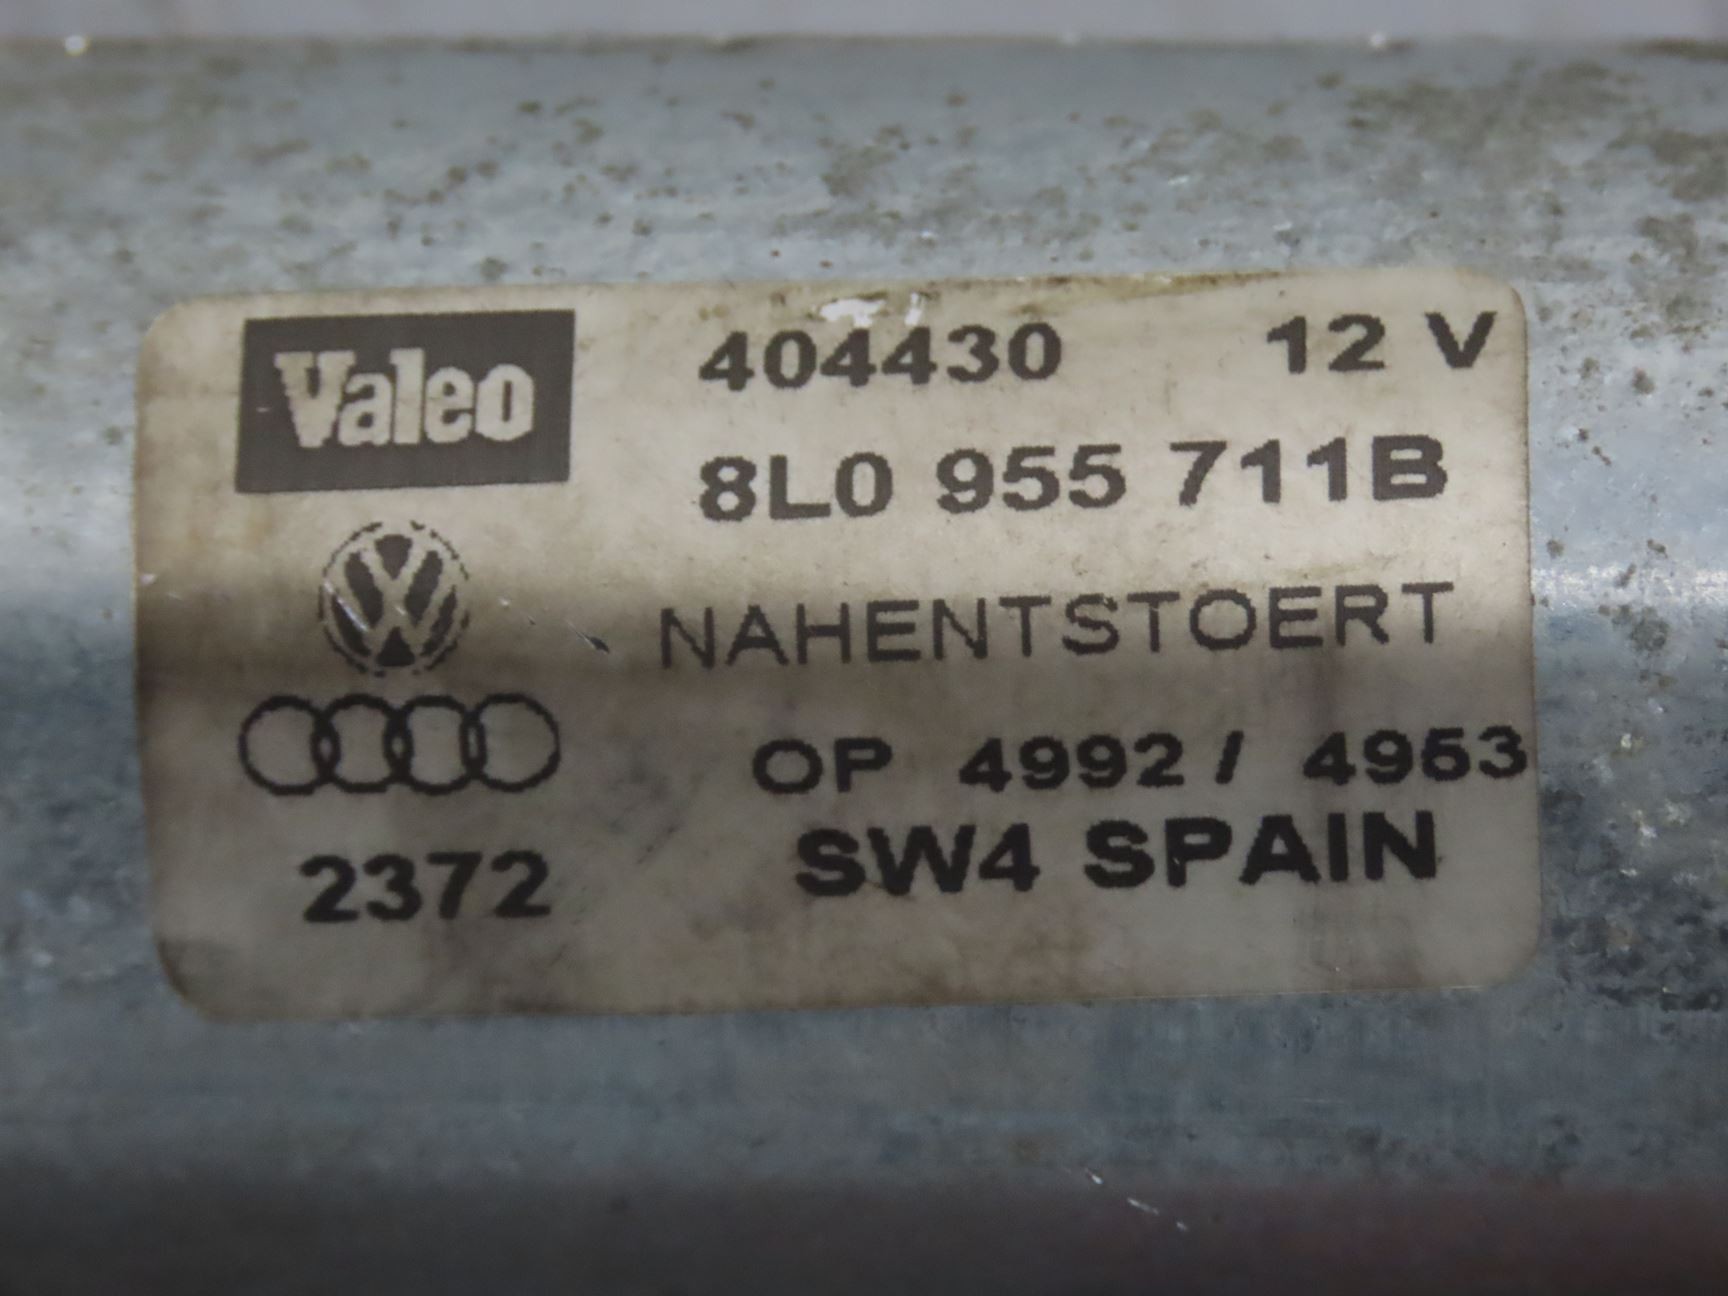 Valeo
404430 12 V
8L0 955 711B
NAHENTSTOERT
OP 4992 / 4953
SW4 SPAIN
2372